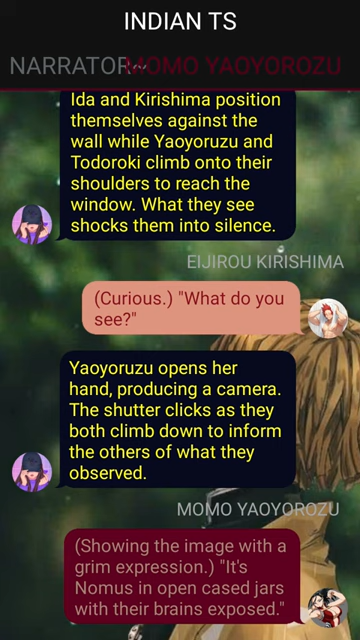 INDIAN TS
NARRATOR~ MOMO YAOYOROZU
Ida and Kirishima position
themselves against the
wall while Yaoyoruzu and
Todoroki climb onto their
shoulders to reach the
window. What they see
shocks them into silence.
EIJIROU KIRISHIMA
(Curious.) "What do you
see?"
Yaoyoruzu opens her
hand, producing a camera.
The shutter clicks as they
both climb down to inform
the others of what they
observed.
MOMO YAOYOROZU
(Showing the image with a
grim expression.) "It's
Nomus in open cased jars
with their brains exposed."